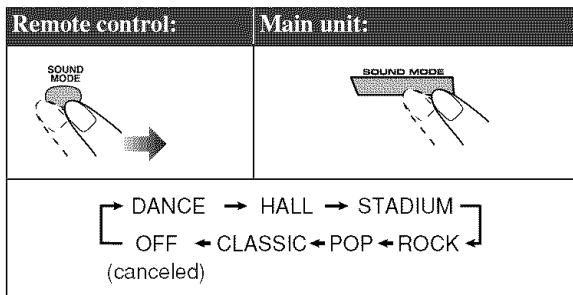 Remote control:
Main unit:
SOUND
MODE
SOUND MODE
DANCE → HALL → STADIUM
OFF ← CLASSIC ← POP ← ROCK
(canceled)